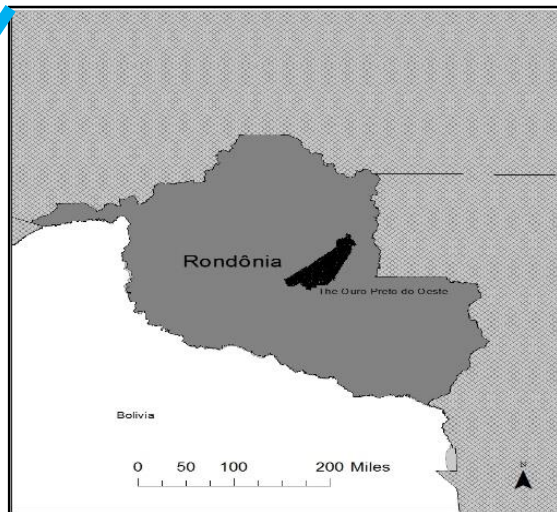 Rondônia
The Ouro Preto do Oeste
Bolivia
0 50 100 200 Miles
N